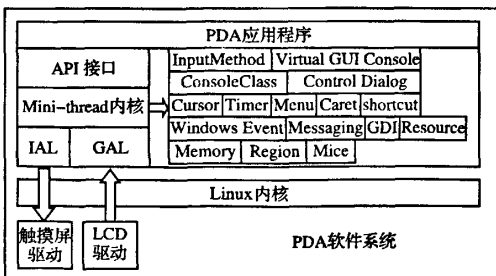 PDA应用程序
API 接口
Mini-thread内核
IAL GAL
InputMethod Virtual GUI Console
ConsoleClass Control Dialog
Cursor Timer Menu Caret shortcut
Windows Event Messaging GDI Resource
Memory Region Mice
Linux内核
触摸屏
驱动
LCD
驱动
PDA软件系统